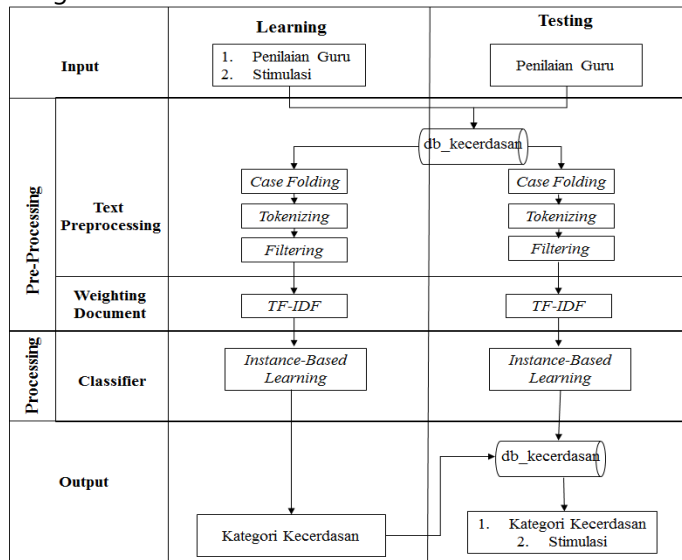 Learning
Testing
Input
1. Penilaian Guru
2. Stimulasi
Penilaian Guru
db_kecerdasan
Pre-Processing
Text
Preprocessing
Case Folding
Tokenizing
Filtering
Case Folding
Tokenizing
Filtering
Weighting
Document
TF-IDF
TF-IDF
Processing
Classifier
Instance-Based
Learning
Instance-Based
Learning
Output
db_kecerdasan
Kategori Kecerdasan
1. Kategori Kecerdasan
2. Stimulasi